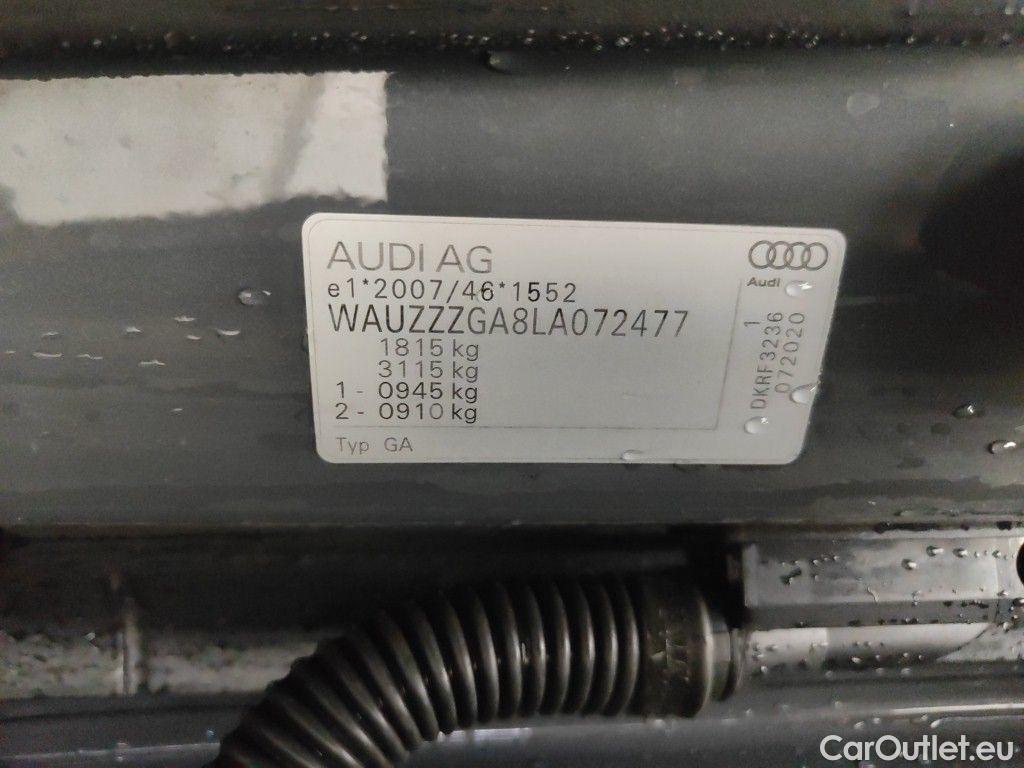 AUDI AG
e1*2007/46*1552
WAUZZZGA8LA072477
1815 kg
3115 kg
1 - 0945 kg
2 - 0910 kg
Typ GA
Audi
DKRF3236 1
072020
CarOutlet.eu